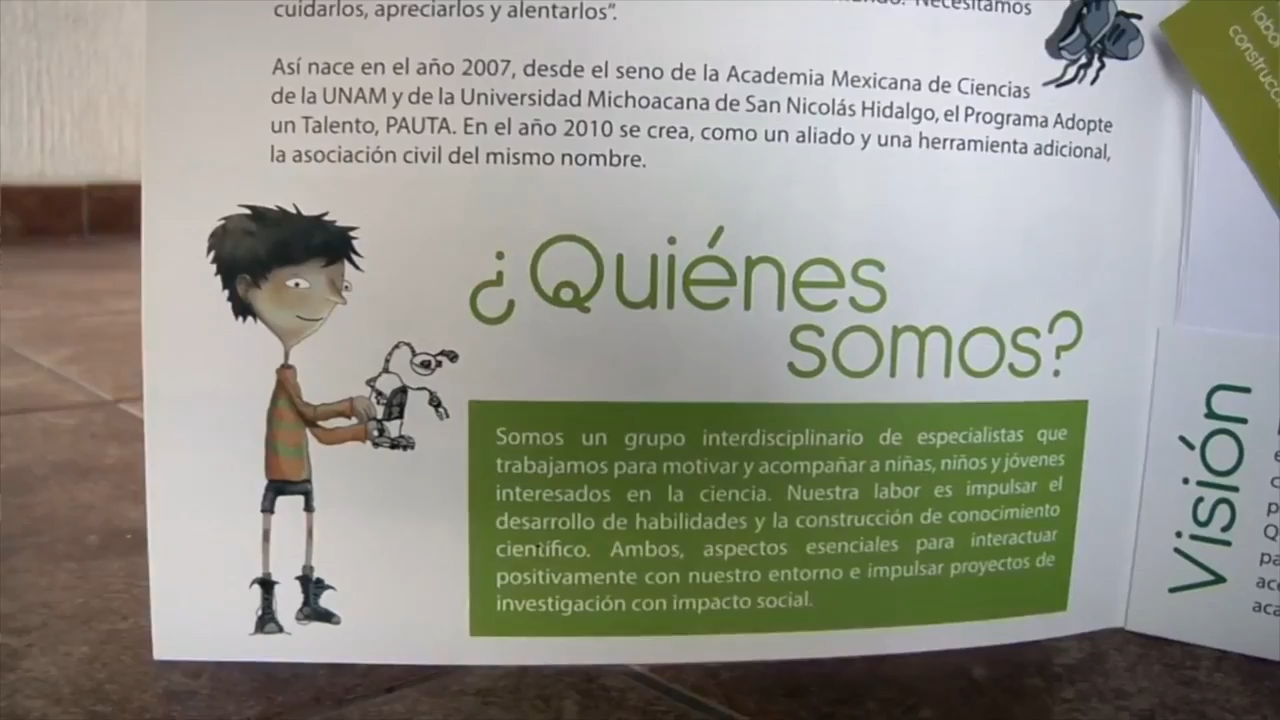 cuidarlos, apreciarlos y alentarlos".
Necesitamos
Así nace en el año 2007, desde el seno de la Academia Mexicana de Ciencias
de la UNAM y de la Universidad Michoacana de San Nicolás Hidalgo, el Programa Adopte
un Talento, PAUTA. En el año 2010 se crea, como un aliado y una herramienta adicional,
la asociación civil del mismo nombre.
¿Quiénes
somos?
Somos un grupo interdisciplinario de especialistas que
trabajamos para motivar y acompañar a niñas, niños y jóvenes
interesados en la ciencia. Nuestra labor es impulsar el
desarrollo de habilidades y la construcción de conocimiento
científico. Ambos, aspectos esenciales para interactuar
positivamente con nuestro entorno e impulsar proyectos de
investigación con impacto social.
Visión